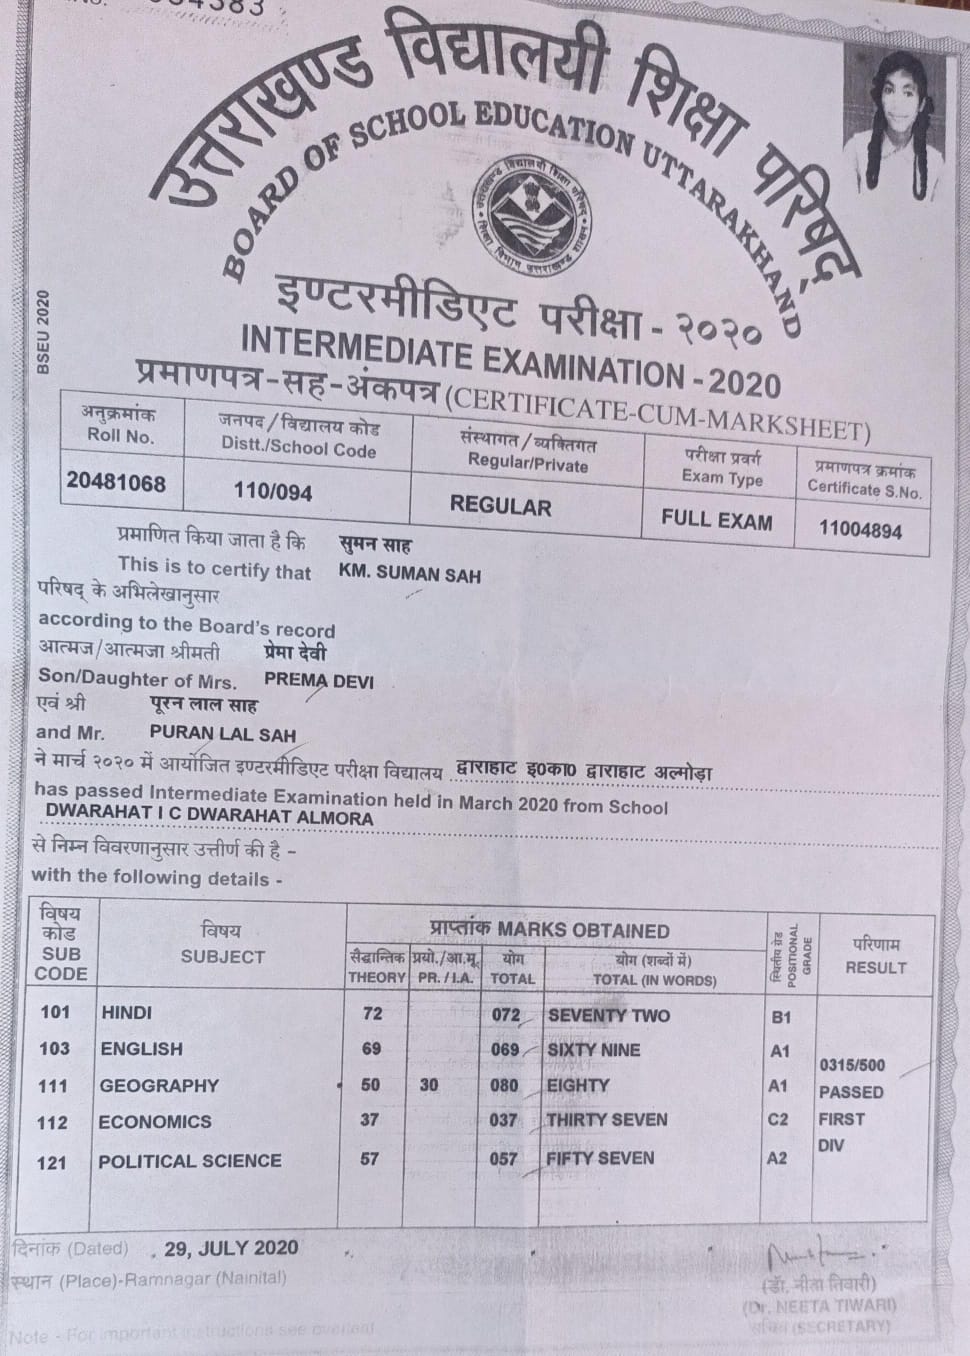 उत्तराखण्ड विद्यालयी शिक्षा परिषद्
BOARD OF SCHOOL EDUCATION UTTARAKHAND
BSEU 2020
इण्टरमीडिएट परीक्षा - २०२०
INTERMEDIATE EXAMINATION - 2020
प्रमाणपत्र-सह-अंकपत्र (CERTIFICATE-CUM-MARKSHEET)
अनुक्रमांक जनपद/विद्यालय कोड संस्थागत/व्यक्तिगत परीक्षा प्रवर्ग प्रमाणपत्र क्रमांक
Roll No. Distt./School Code Regular/Private Exam Type Certificate S.No.
20481068 110/094 REGULAR FULL EXAM 11004894
प्रमाणित किया जाता है कि सुमन साह
This is to certify that KM. SUMAN SAH
परिषद् के अभिलेखानुसार
according to the Board's record
आत्मज/आत्मजा श्रीमती प्रेमा देवी
Son/Daughter of Mrs. PREMA DEVI
एवं श्री पूरन लाल साह
and Mr. PURAN LAL SAH
ने मार्च २०२० में आयोजित इण्टरमीडिएट परीक्षा विद्यालय द्वाराहाट इ०का० द्वाराहाट अल्मोड़ा
has passed Intermediate Examination held in March 2020 from School
DWARAHAT I C DWARAHAT ALMORA
से निम्न विवरणानुसार उत्तीर्ण की है -
with the following details -
विषय कोड SUB CODE विषय SUBJECT प्राप्तांक MARKS OBTAINED स्थितीय ग्रेड POSITIONAL GRADE परिणाम RESULT
सैद्धान्तिक प्रयो./आ.मू. योग योग (शब्दों में)
THEORY PR. / I.A. TOTAL TOTAL (IN WORDS)
101 HINDI 72 072 SEVENTY TWO B1
103 ENGLISH 69 069 SIXTY NINE A1
0315/500
111 GEOGRAPHY 50 30 080 EIGHTY A1 PASSED
112 ECONOMICS 37 037 THIRTY SEVEN C2 FIRST
DIV
121 POLITICAL SCIENCE 57 057 FIFTY SEVEN A2
दिनांक (Dated) 29, JULY 2020
स्थान (Place)-Ramnagar (Nainital)
(डॉ. नीता तिवारी)
(Dr. NEETA TIWARI)
सचिव (SECRETARY)
Note - For important instructions see overleaf